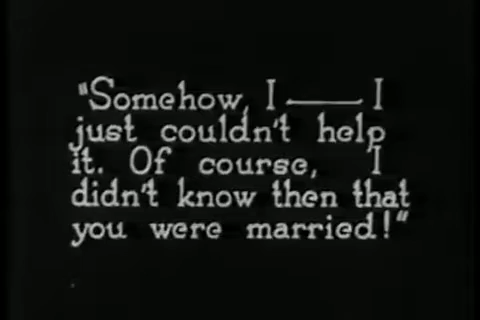 "Somehow, I —— I
just couldn't help
it. Of course, I
didn't know then that
you were married!"